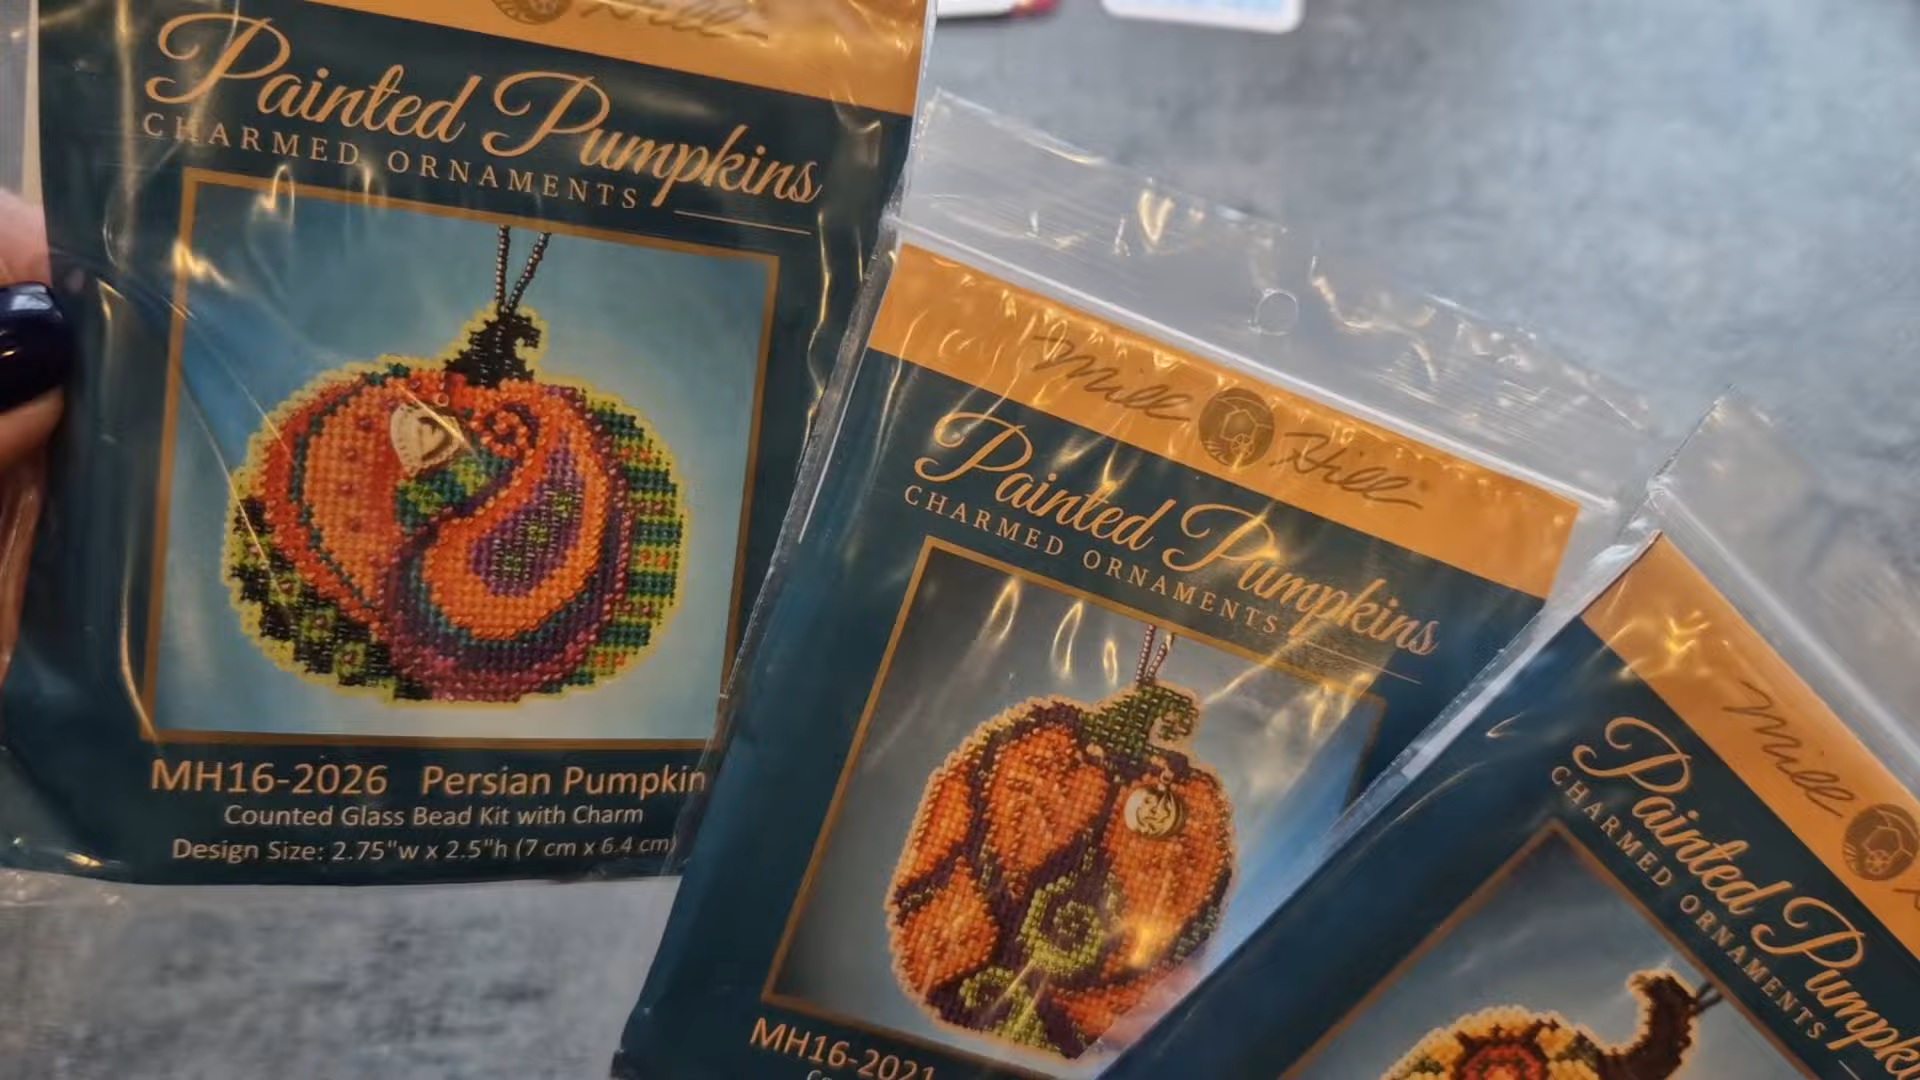 Hill
Painted Pumpkins
CHARMED ORNAMENTS
MH16-2026 Persian Pumpkin
Counted Glass Bead Kit with Charm
Design Size: 2.75"w x 2.5"h (7 cm x 6.4 cm)
Mill Hill
Painted Pumpkins
CHARMED ORNAMENTS
MH16-2021
Mill
Painted
CHARMED ORNAMENTS